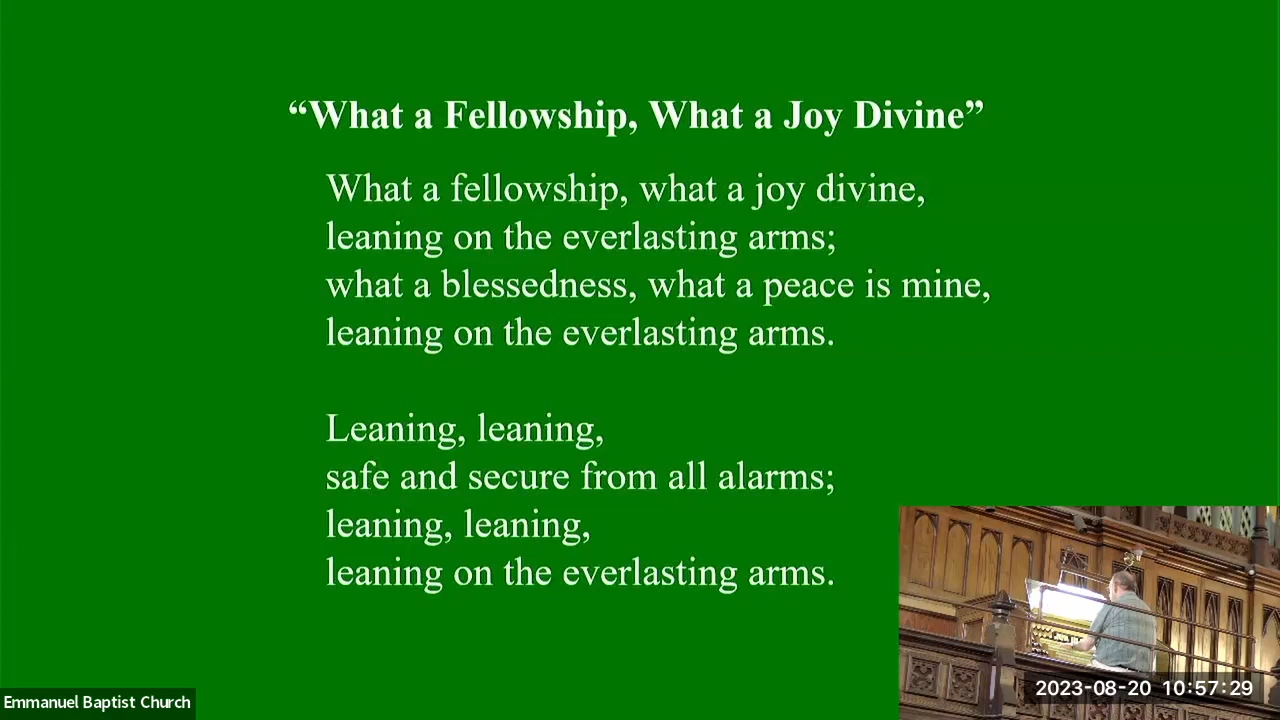 “What a Fellowship, What a Joy Divine”
What a fellowship, what a joy divine,
leaning on the everlasting arms;
what a blessedness, what a peace is mine,
leaning on the everlasting arms.
Leaning, leaning,
safe and secure from all alarms;
leaning, leaning,
leaning on the everlasting arms.
Emmanuel Baptist Church
2023-08-20 10:57:29